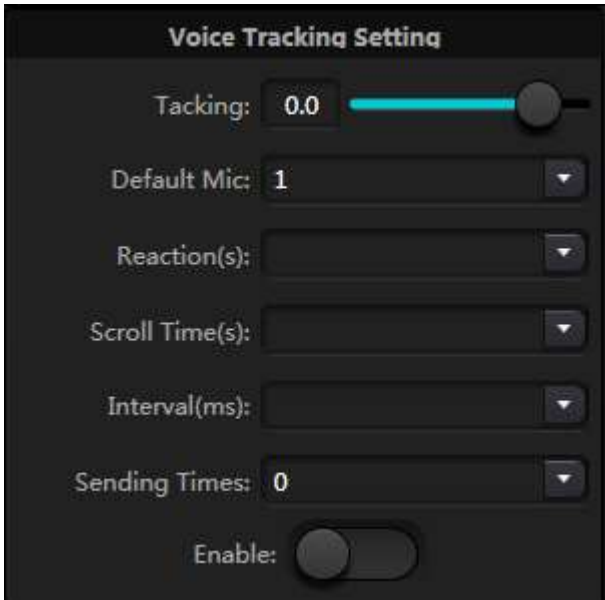 Voice Tracking Setting
Tacking: 0.0
Default Mic: 1
Reaction(s):
Scroll Time(s):
Interval(ms):
Sending Times: 0
Enable: